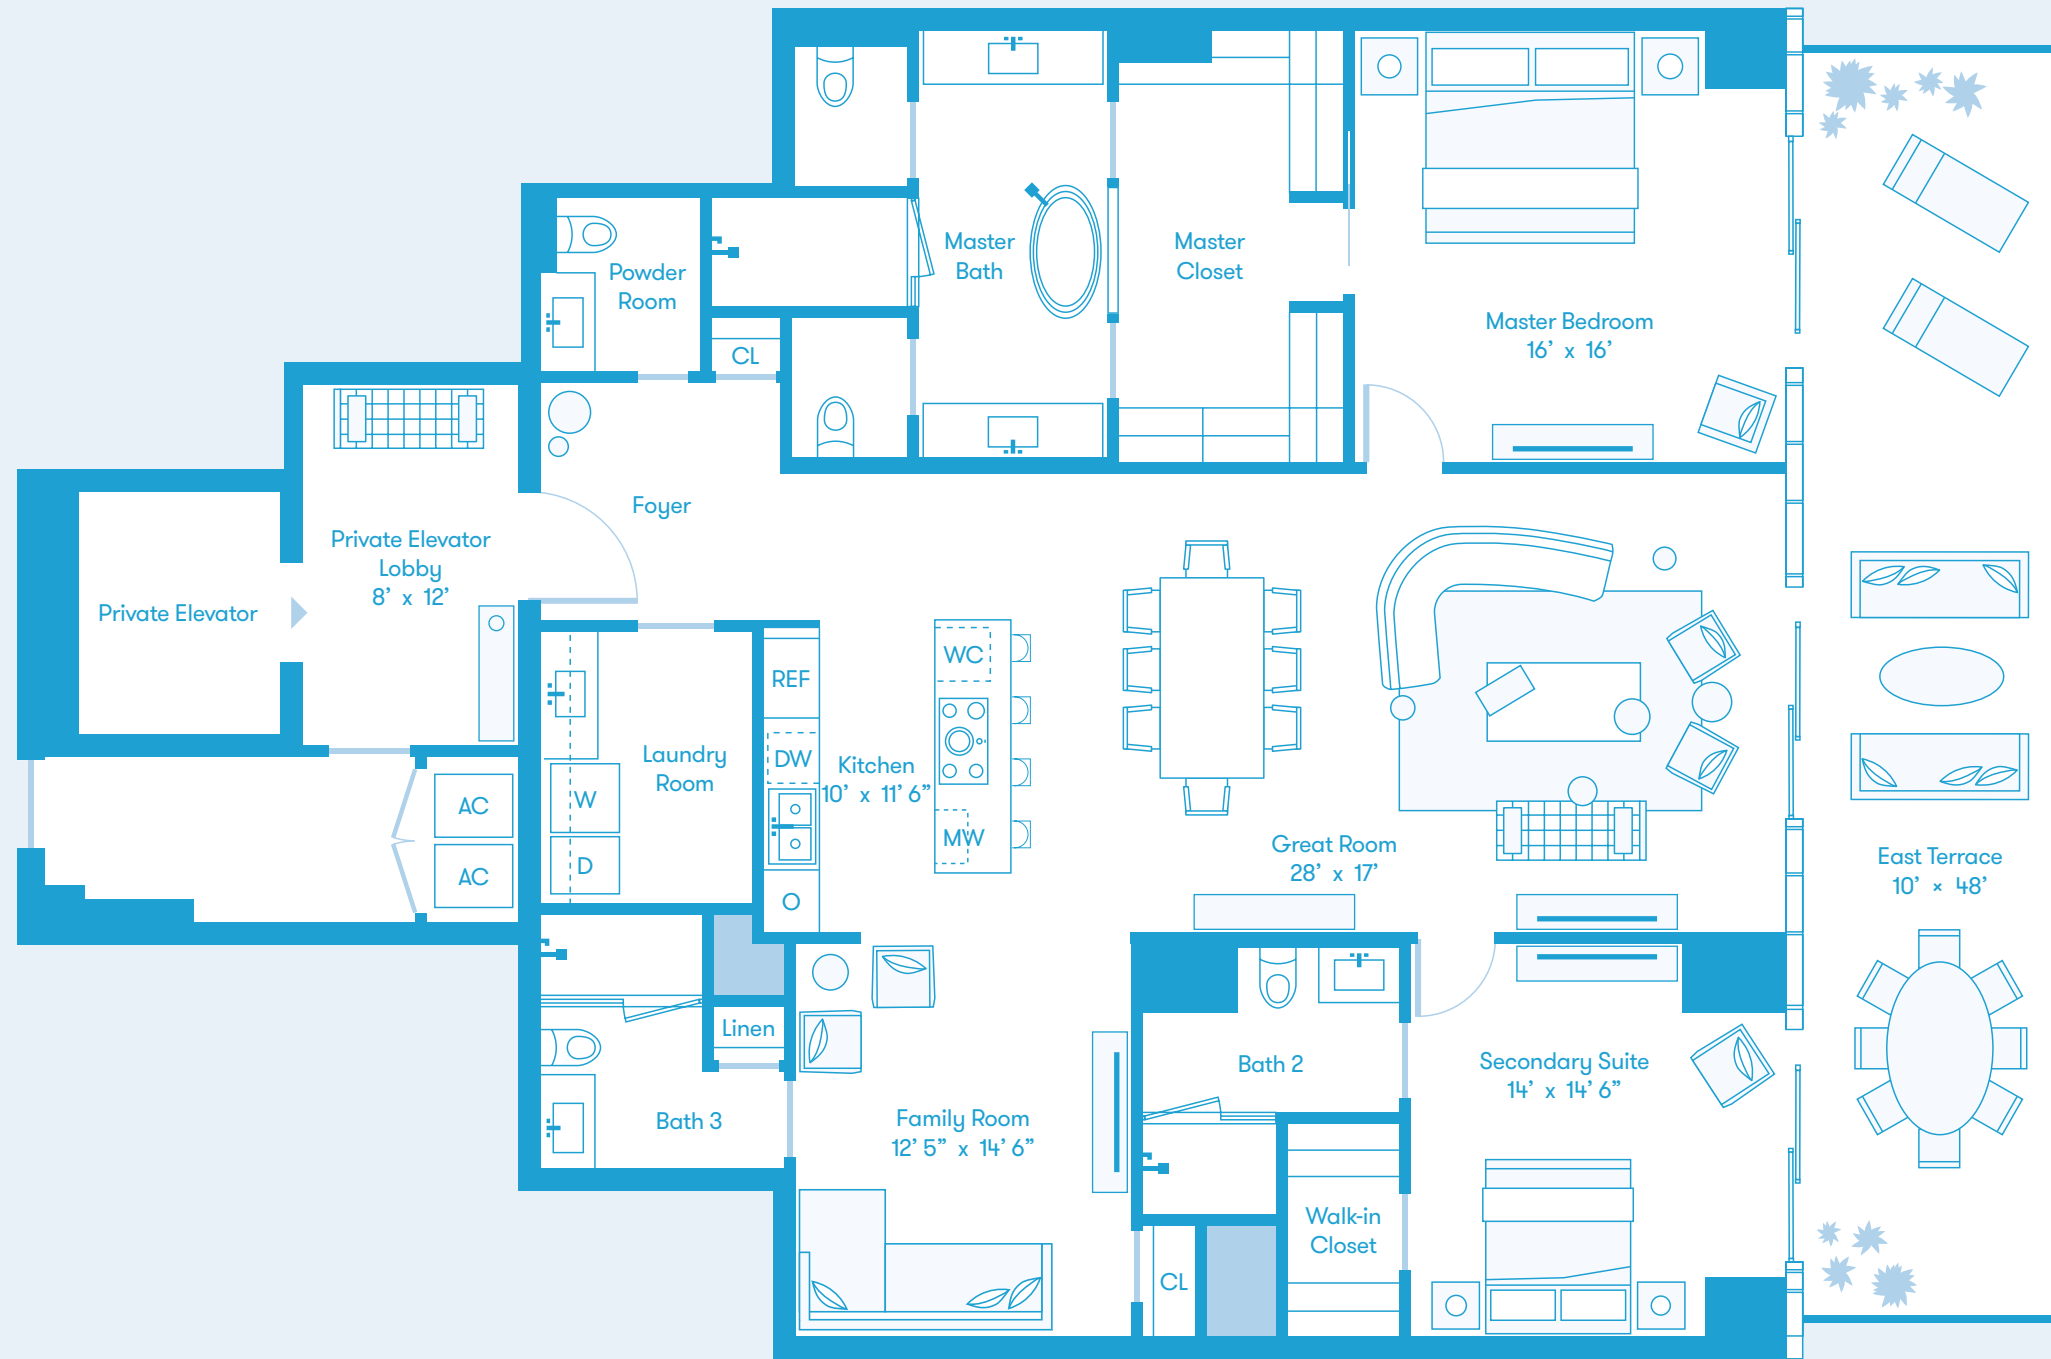 Master
Bath
Master
Closet
Powder
Room
CL
Master Bedroom
16’ x 16’
Foyer
Private Elevator
Lobby
8’ x 12’
Private Elevator
WC
REF
Laundry
Room
DW
Kitchen
10’ x 11’ 6”
W
AC
MW
D
AC
O
Great Room
28’ x 17’
East Terrace
10’ × 48’
Linen
Bath 3
Family Room
12’ 5” x 14’ 6”
Bath 2
Secondary Suite
14’ x 14’ 6”
Walk-in
Closet
CL